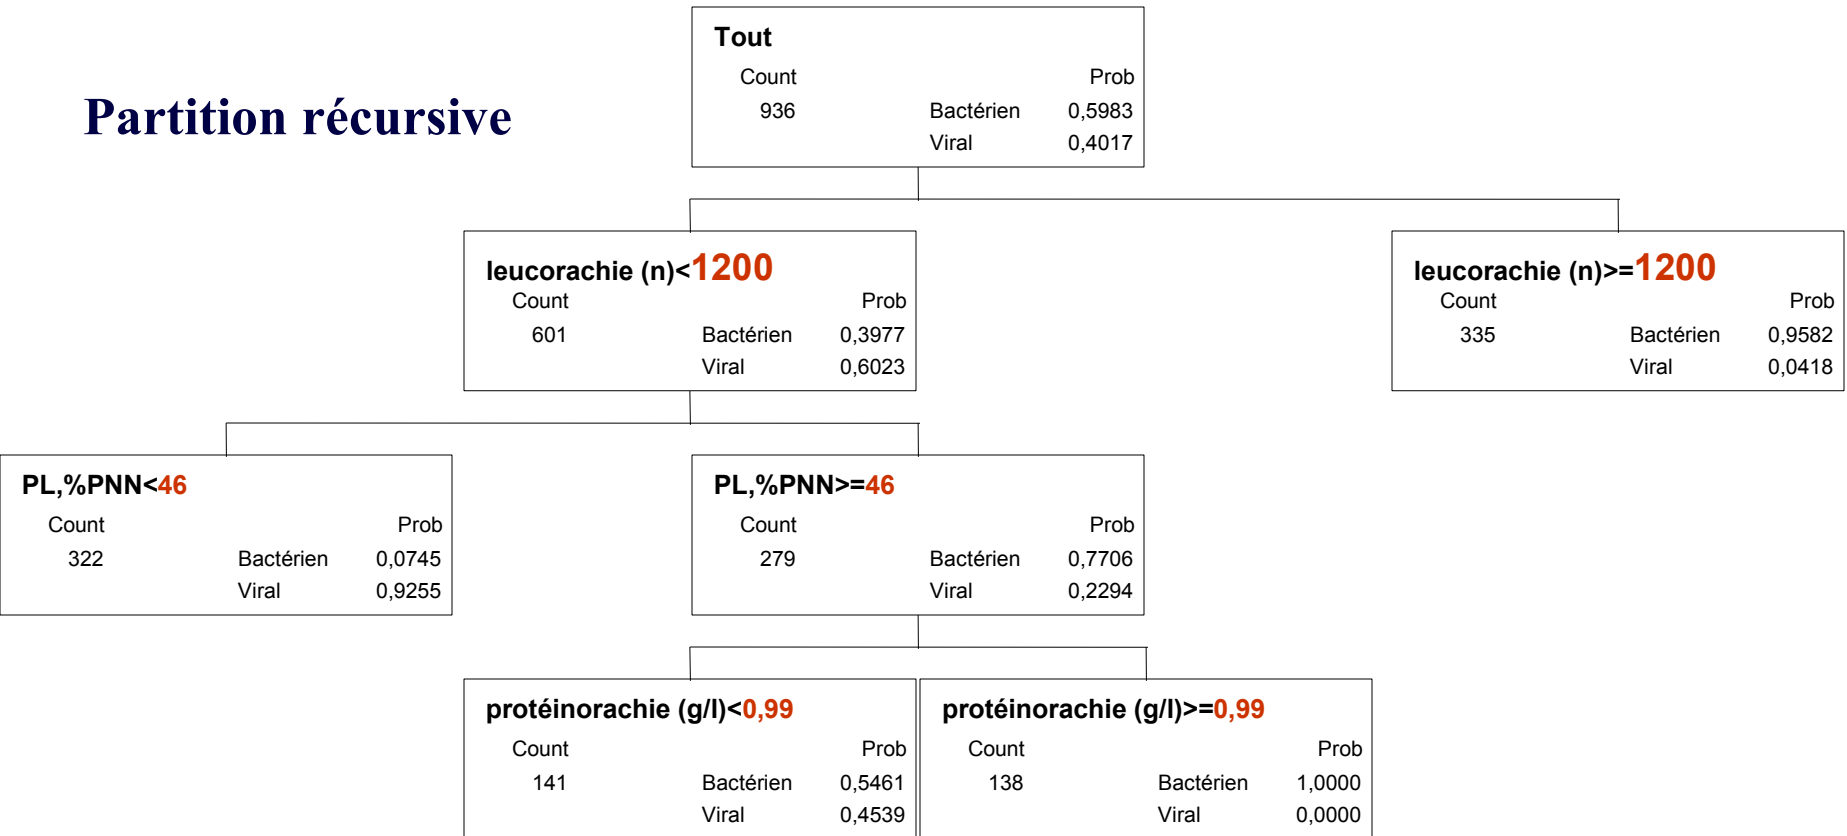 Partition récursive
Tout
Count Prob
936 Bactérien 0,5983
Viral 0,4017
leucorachie (n)<1200
Count Prob
601 Bactérien 0,3977
Viral 0,6023
leucorachie (n)>=1200
Count Prob
335 Bactérien 0,9582
Viral 0,0418
PL,%PNN<46
Count Prob
322 Bactérien 0,0745
Viral 0,9255
PL,%PNN>=46
Count Prob
279 Bactérien 0,7706
Viral 0,2294
protéinorachie (g/l)<0,99
Count Prob
141 Bactérien 0,5461
Viral 0,4539
protéinorachie (g/l)>=0,99
Count Prob
138 Bactérien 1,0000
Viral 0,0000